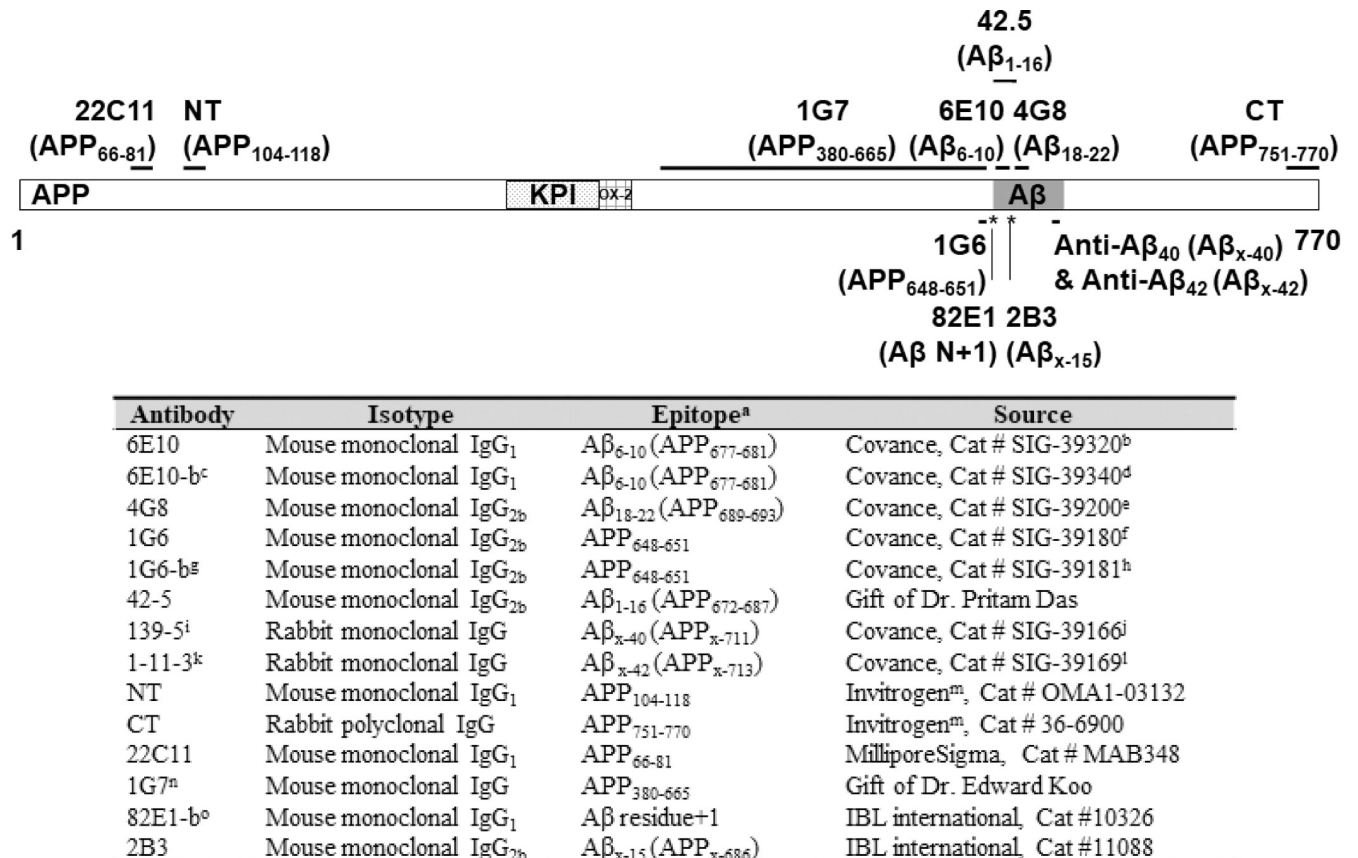 42.5
(Aβ1-16)
22C11 NT 1G7 6E10 4G8 CT
(APP66-81) (APP104-118) (APP380-665) (Aβ6-10) (Aβ18-22) (APP751-770)
APP KPI OX-2 Aβ
* *
1 1G6 Anti-Aβ40 (Aβx-40) 770
(APP648-651) & Anti-Aβ42 (Aβx-42)
82E1 2B3
(Aβ N+1) (Aβx-15)
Antibody Isotype Epitopeᵃ Source
6E10 Mouse monoclonal IgG1 Aβ6-10 (APP677-681) Covance, Cat # SIG-39320ᵇ
6E10-bᶜ Mouse monoclonal IgG1 Aβ6-10 (APP677-681) Covance, Cat # SIG-39340ᵈ
4G8 Mouse monoclonal IgG2b Aβ18-22 (APP689-693) Covance, Cat # SIG-39200ᵉ
1G6 Mouse monoclonal IgG2b APP648-651 Covance, Cat # SIG-39180ᶠ
1G6-bᵍ Mouse monoclonal IgG2b APP648-651 Covance, Cat # SIG-39181ʰ
42-5 Mouse monoclonal IgG2b Aβ1-16 (APP672-687) Gift of Dr. Pritam Das
139-5ⁱ Rabbit monoclonal IgG Aβx-40 (APPx-711) Covance, Cat # SIG-39166ʲ
1-11-3ᵏ Rabbit monoclonal IgG Aβx-42 (APPx-713) Covance, Cat # SIG-39169ˡ
NT Mouse monoclonal IgG1 APP104-118 Invitrogenᵐ, Cat # OMA1-03132
CT Rabbit polyclonal IgG APP751-770 Invitrogenᵐ, Cat # 36-6900
22C11 Mouse monoclonal IgG1 APP66-81 MilliporeSigma, Cat # MAB348
1G7ⁿ Mouse monoclonal IgG APP380-665 Gift of Dr. Edward Koo
82E1-bᵒ Mouse monoclonal IgG1 Aβ residue+1 IBL international, Cat #10326
2B3 Mouse monoclonal IgG2b Aβx-15 (APPx-686) IBL international, Cat #11088